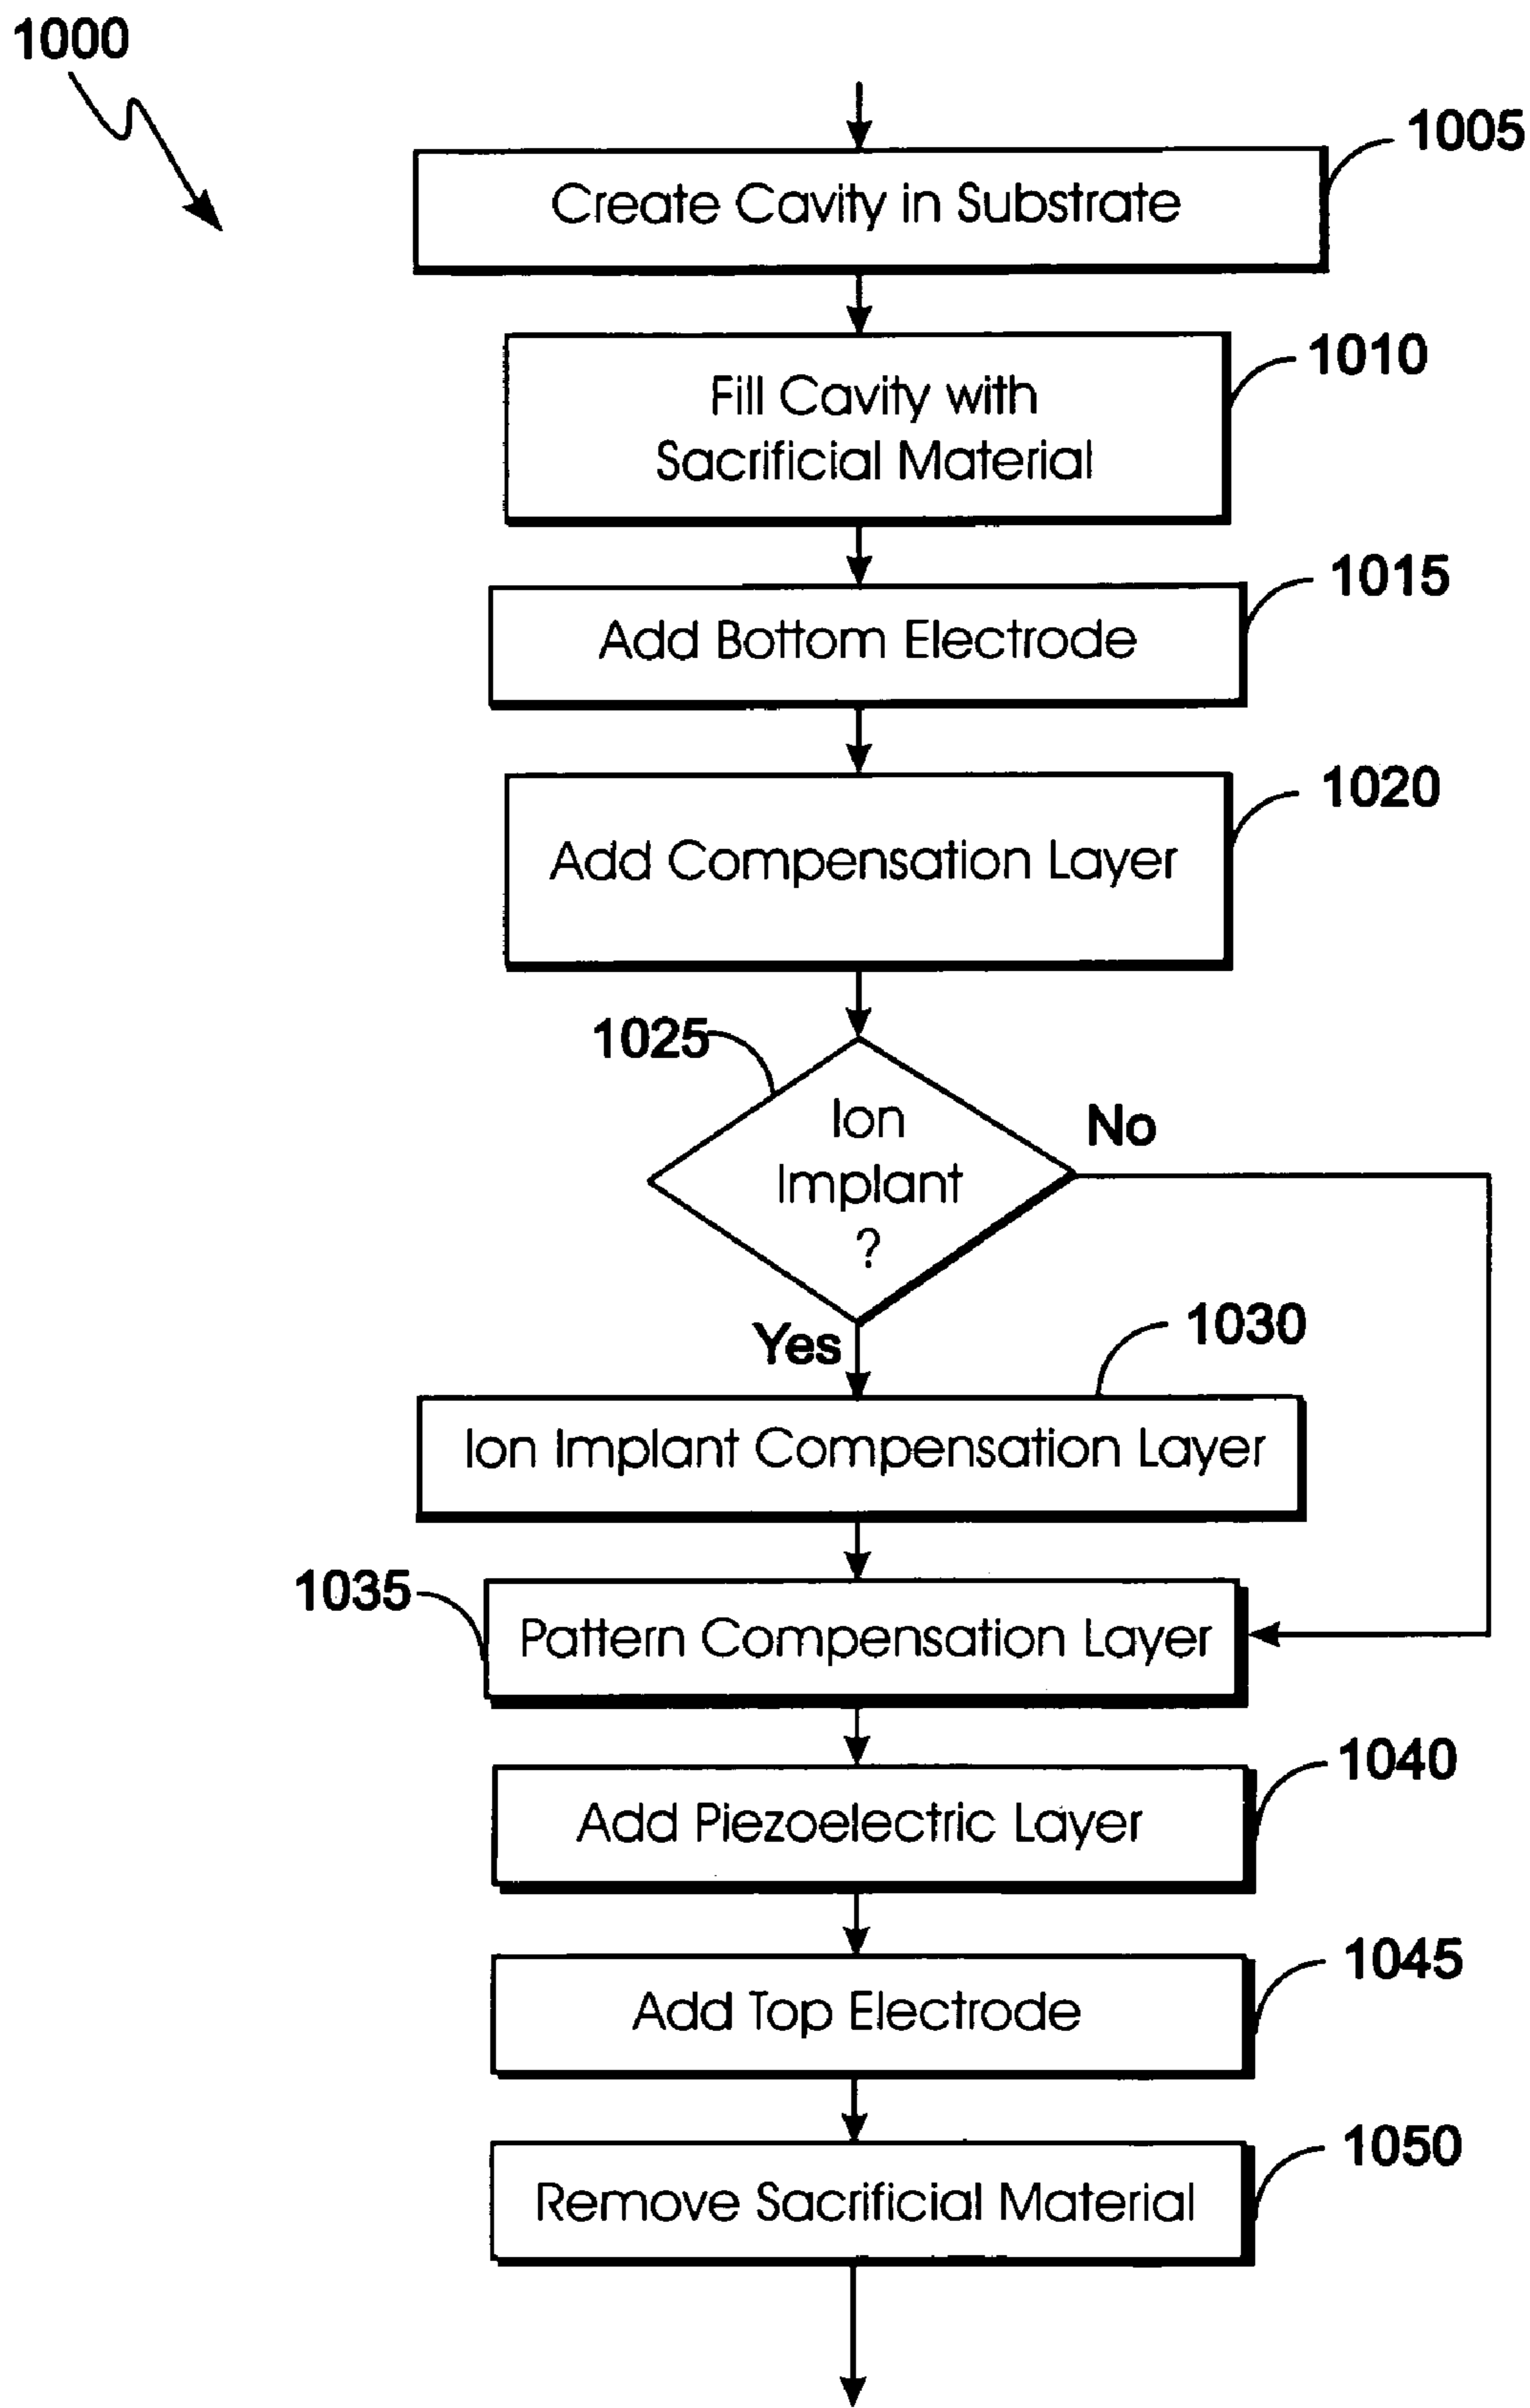 1000
1005
Create Cavity in Substrate
1010
Fill Cavity with
Sacrificial Material
1015
Add Bottom Electrode
1020
Add Compensation Layer
1025
Ion
Implant
?
No
Yes
1030
Ion Implant Compensation Layer
1035
Pattern Compensation Layer
1040
Add Piezoelectric Layer
1045
Add Top Electrode
1050
Remove Sacrificial Material